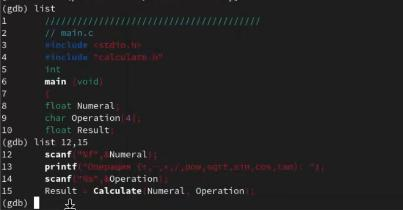 (gdb) list
1 ////////////////////////////////////////
2 // main.c
3 #include <stdio.h>
4 #include "calculate.h"
5 int
6 main (void)
7 {
8 float Numeral;
9 char Operation[4];
10 float Result;
(gdb) list 12,15
12 scanf("%f",&Numeral);
13 printf("Операция (+,-,*,/,pow,sqrt,sin,cos,tan): ");
14 scanf("%s",&Operation);
15 Result = Calculate(Numeral, Operation);
(gdb)